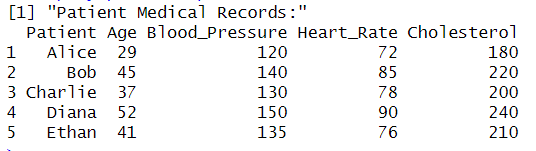 [1] "Patient Medical Records:"
  Patient Age Blood_Pressure Heart_Rate Cholesterol
1   Alice  29            120         72         180
2     Bob  45            140         85         220
3 Charlie  37            130         78         200
4   Diana  52            150         90         240
5   Ethan  41            135         76         210